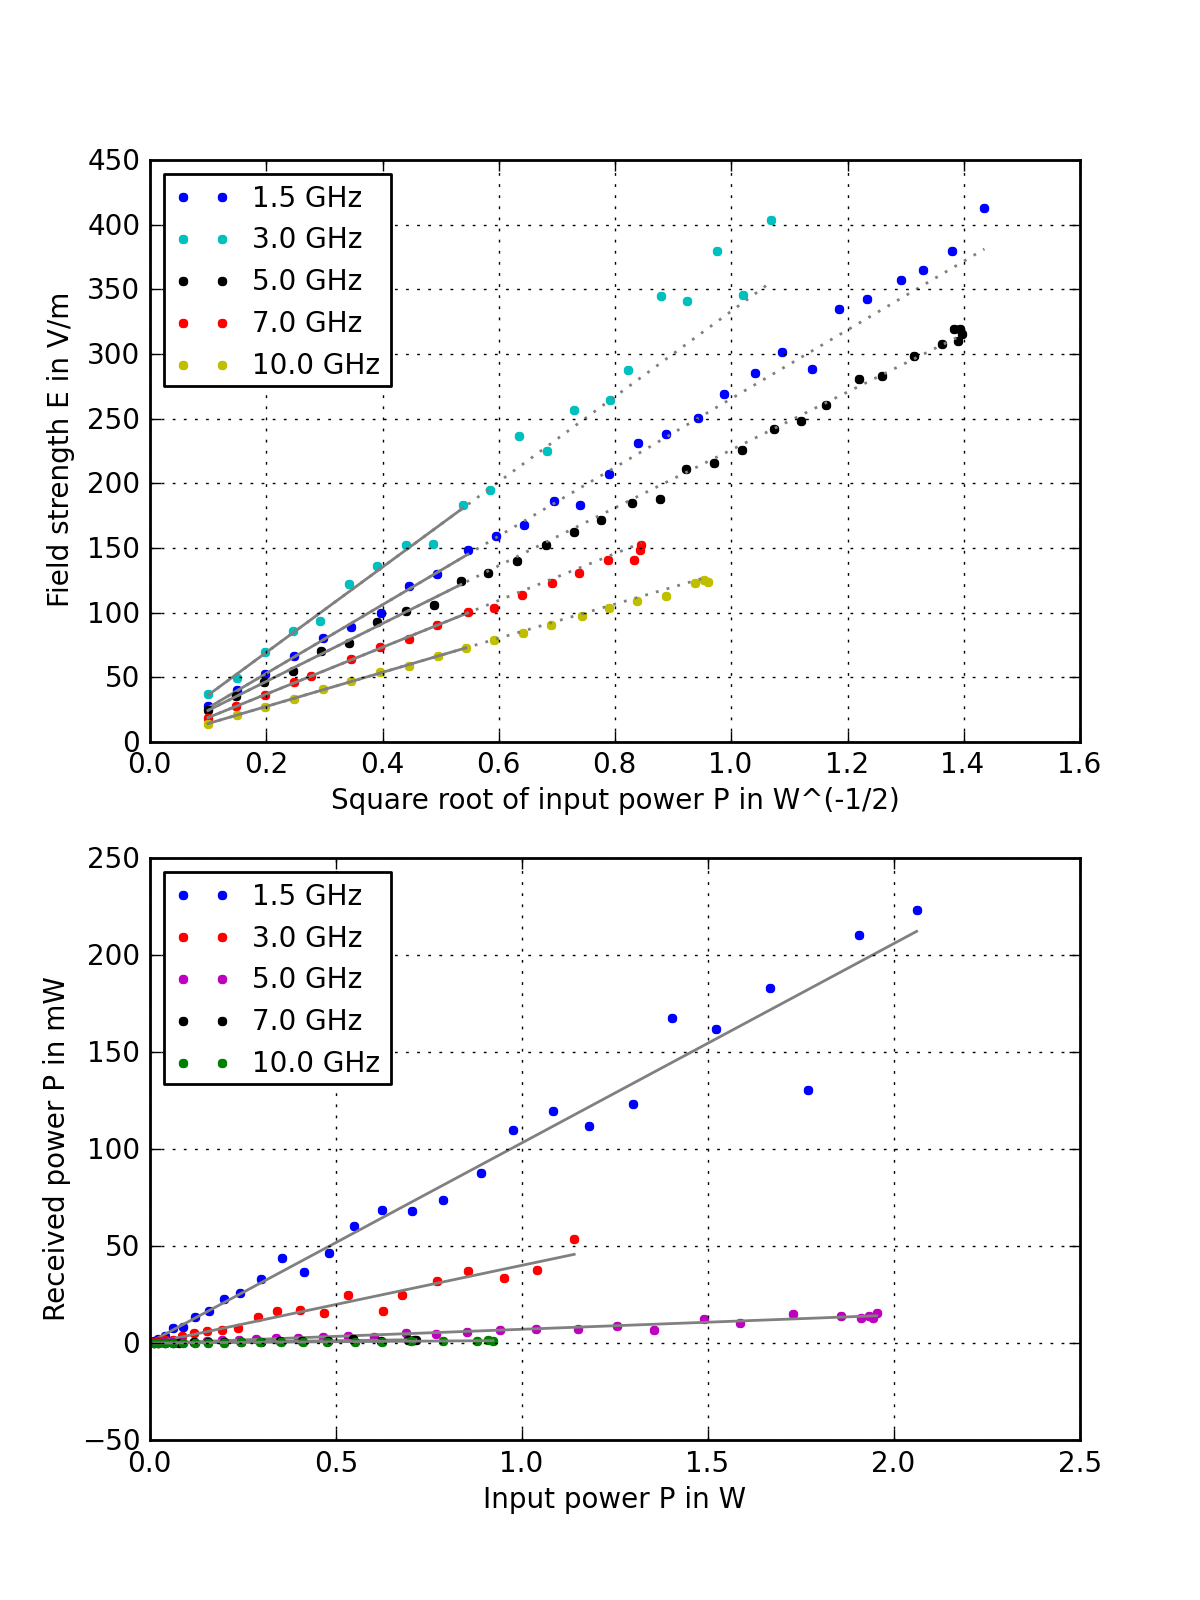 450
400
350
300
250
200
150
100
50
0
1.5 GHz
3.0 GHz
5.0 GHz
7.0 GHz
10.0 GHz
Field strength E in V/m
0.0 0.2 0.4 0.6 0.8 1.0 1.2 1.4 1.6
Square root of input power P in W^(-1/2)
250
200
150
100
50
0
−50
1.5 GHz
3.0 GHz
5.0 GHz
7.0 GHz
10.0 GHz
Received power P in mW
0.0 0.5 1.0 1.5 2.0 2.5
Input power P in W